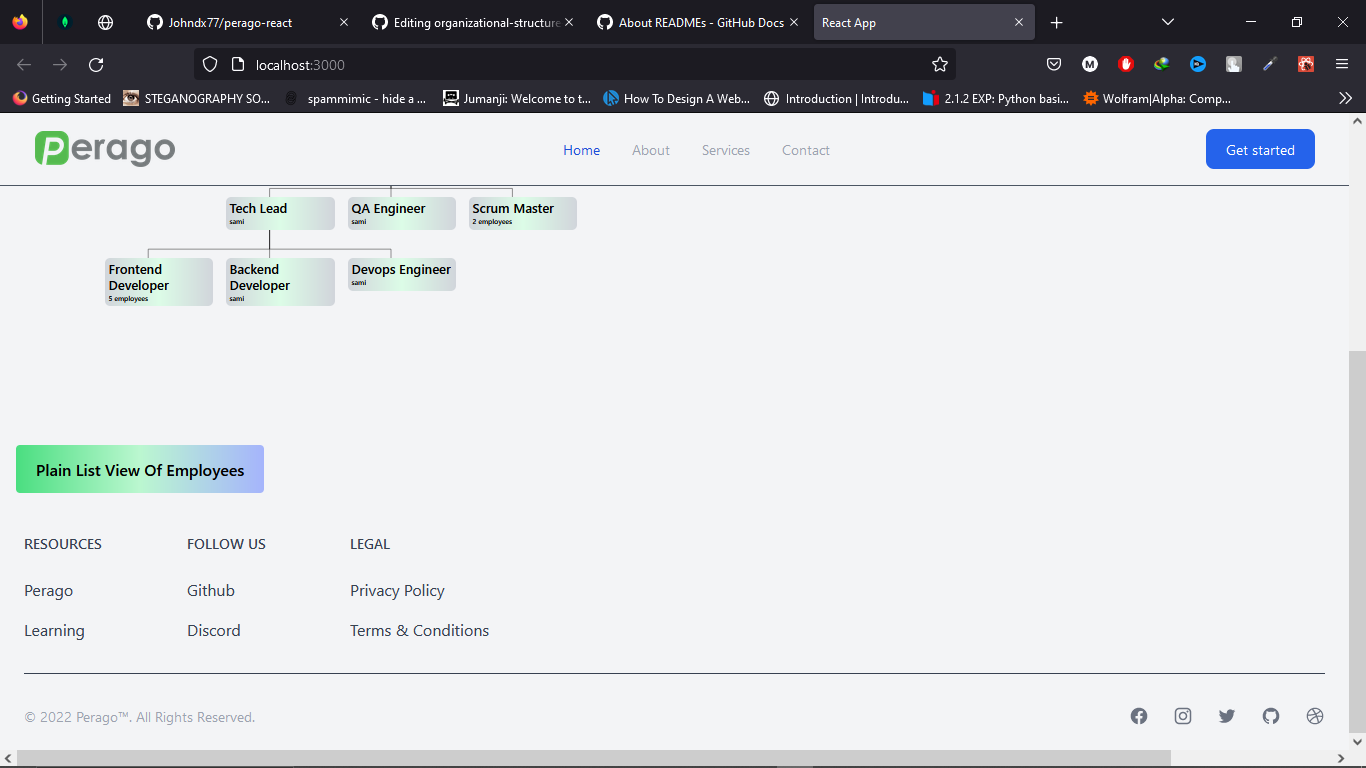 Johndx77/perago-react
Editing organizational-structure
About READMEs - GitHub Docs
React App
localhost:3000
M
Getting Started
STEGANOGRAPHY SO...
spammimic - hide a ...
Jumanji: Welcome to t...
How To Design A Web...
Introduction | Introdu...
2.1.2 EXP: Python basi...
Wolfram|Alpha: Comp...
Perago
Home
About
Services
Contact
Get started
Tech Lead
sami
QA Engineer
sami
Scrum Master
2 employees
Frontend
Developer
5 employees
Backend
Developer
sami
Devops Engineer
sami
Plain List View Of Employees
RESOURCES
FOLLOW US
LEGAL
Perago
Github
Privacy Policy
Learning
Discord
Terms & Conditions
© 2022 Perago™. All Rights Reserved.